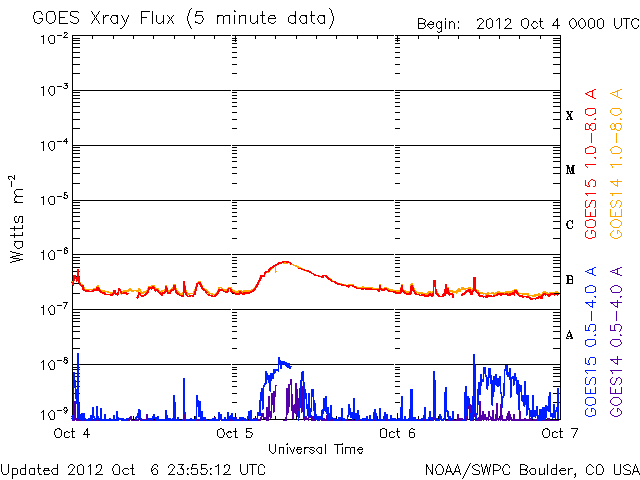 GOES Xray Flux (5 minute data)
Begin: 2012 Oct 4 0000 UTC
10⁻²
10⁻³
10⁻⁴
10⁻⁵
10⁻⁶
10⁻⁷
10⁻⁸
10⁻⁹
Watts m⁻²
X
M
C
B
A
GOES15 1.0-8.0 A
GOES14 1.0-8.0 A
GOES15 0.5-4.0 A
GOES14 0.5-4.0 A
Oct 4
Oct 5
Oct 6
Oct 7
Universal Time
Updated 2012 Oct 6 23:55:12 UTC
NOAA/SWPC Boulder, CO USA